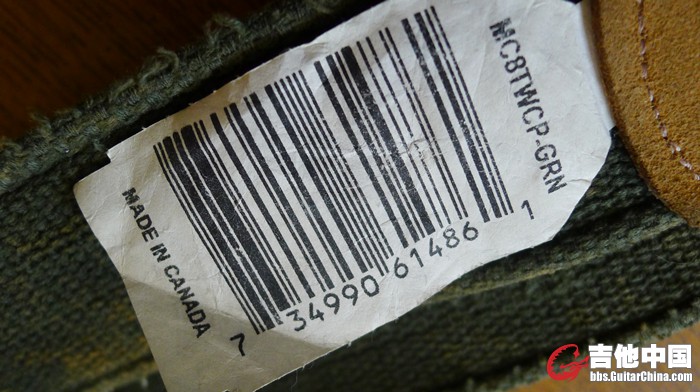 MC8TWCP-GRN
7 34990 61486 1
MADE IN CANADA
吉他中国
bbs.GuitarChina.com